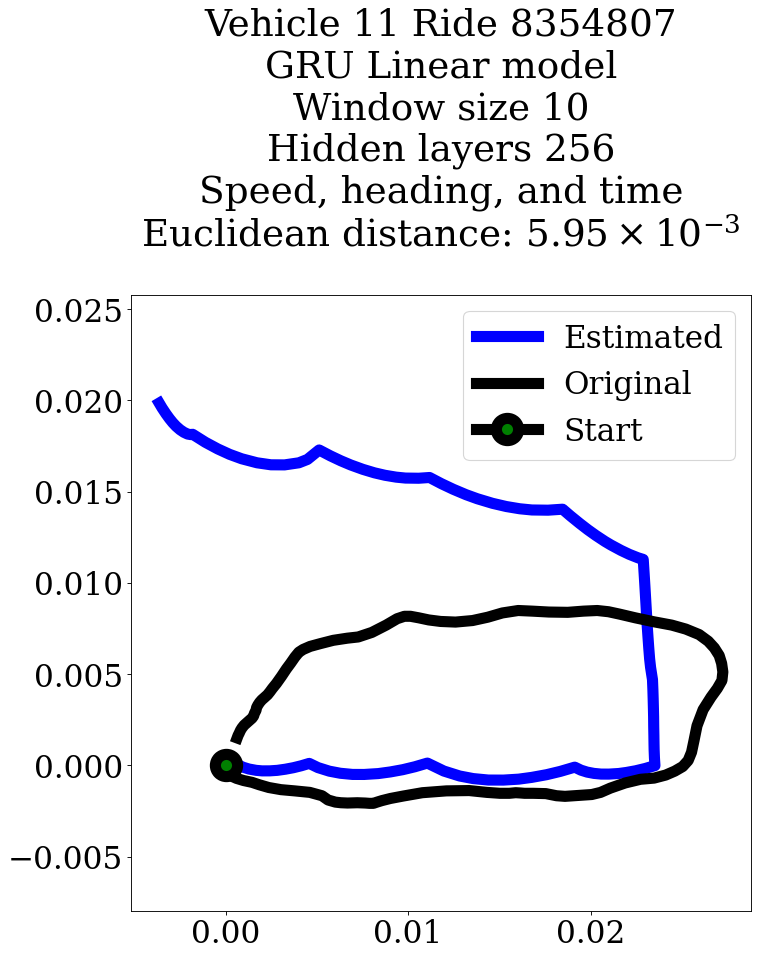 Vehicle 11 Ride 8354807
GRU Linear model
Window size 10
Hidden layers 256
Speed, heading, and time
Euclidean distance: 5.95 × 10⁻³
0.025
Estimated
Original
Start
0.020
0.015
0.010
0.005
0.000
−0.005
0.00 0.01 0.02